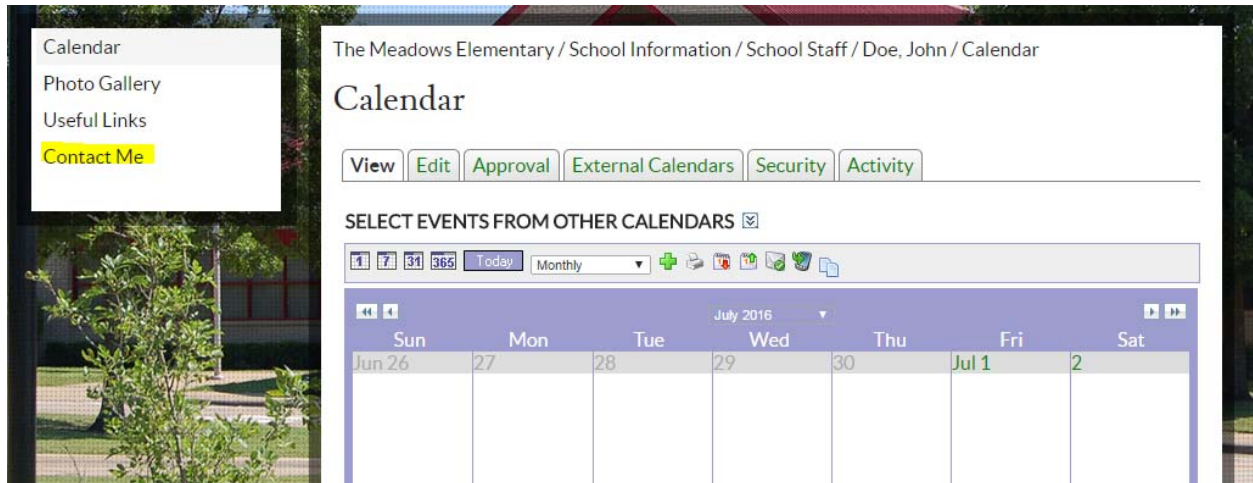 Calendar
Photo Gallery
Useful Links
Contact Me
The Meadows Elementary / School Information / School Staff / Doe, John / Calendar
Calendar
View Edit Approval External Calendars Security Activity
SELECT EVENTS FROM OTHER CALENDARS
1 7 31 365 Today Monthly
July 2016
Sun Mon Tue Wed Thu Fri Sat
Jun 26 27 28 29 30 Jul 1 2